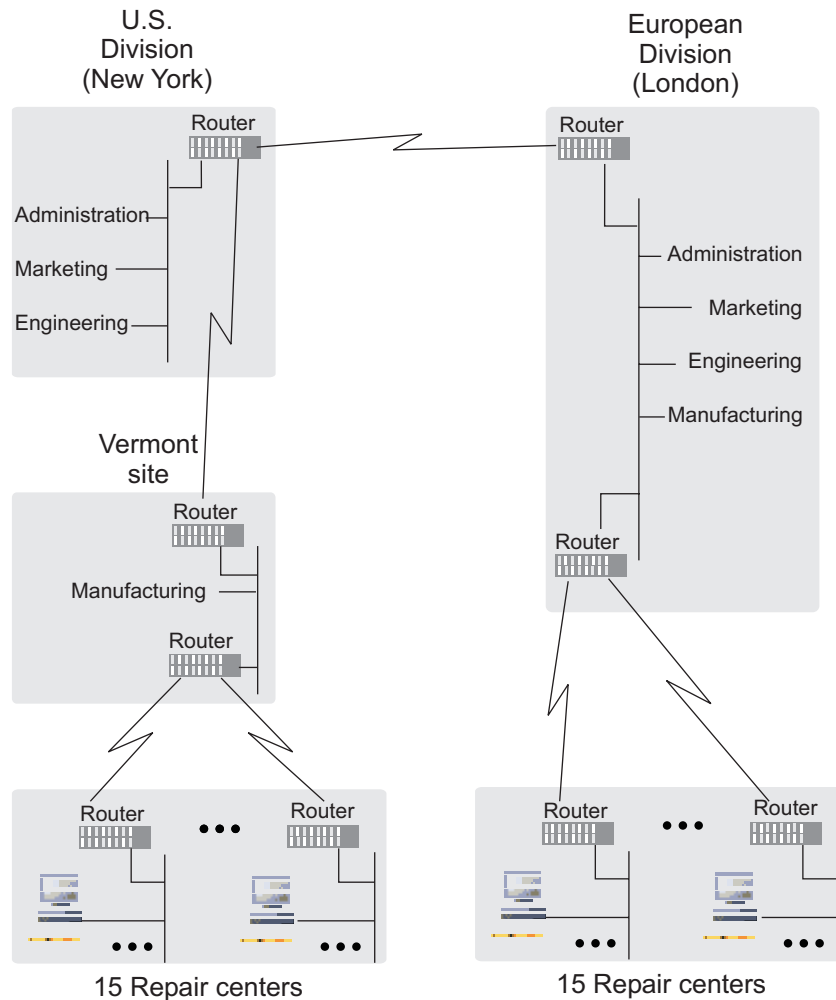 U.S.
Division
(New York)
European
Division
(London)
Router
Router
Administration
Marketing
Engineering
Administration
Marketing
Engineering
Manufacturing
Vermont
site
Router
Manufacturing
Router
Router
Router
Router
Router
Router
15 Repair centers
15 Repair centers